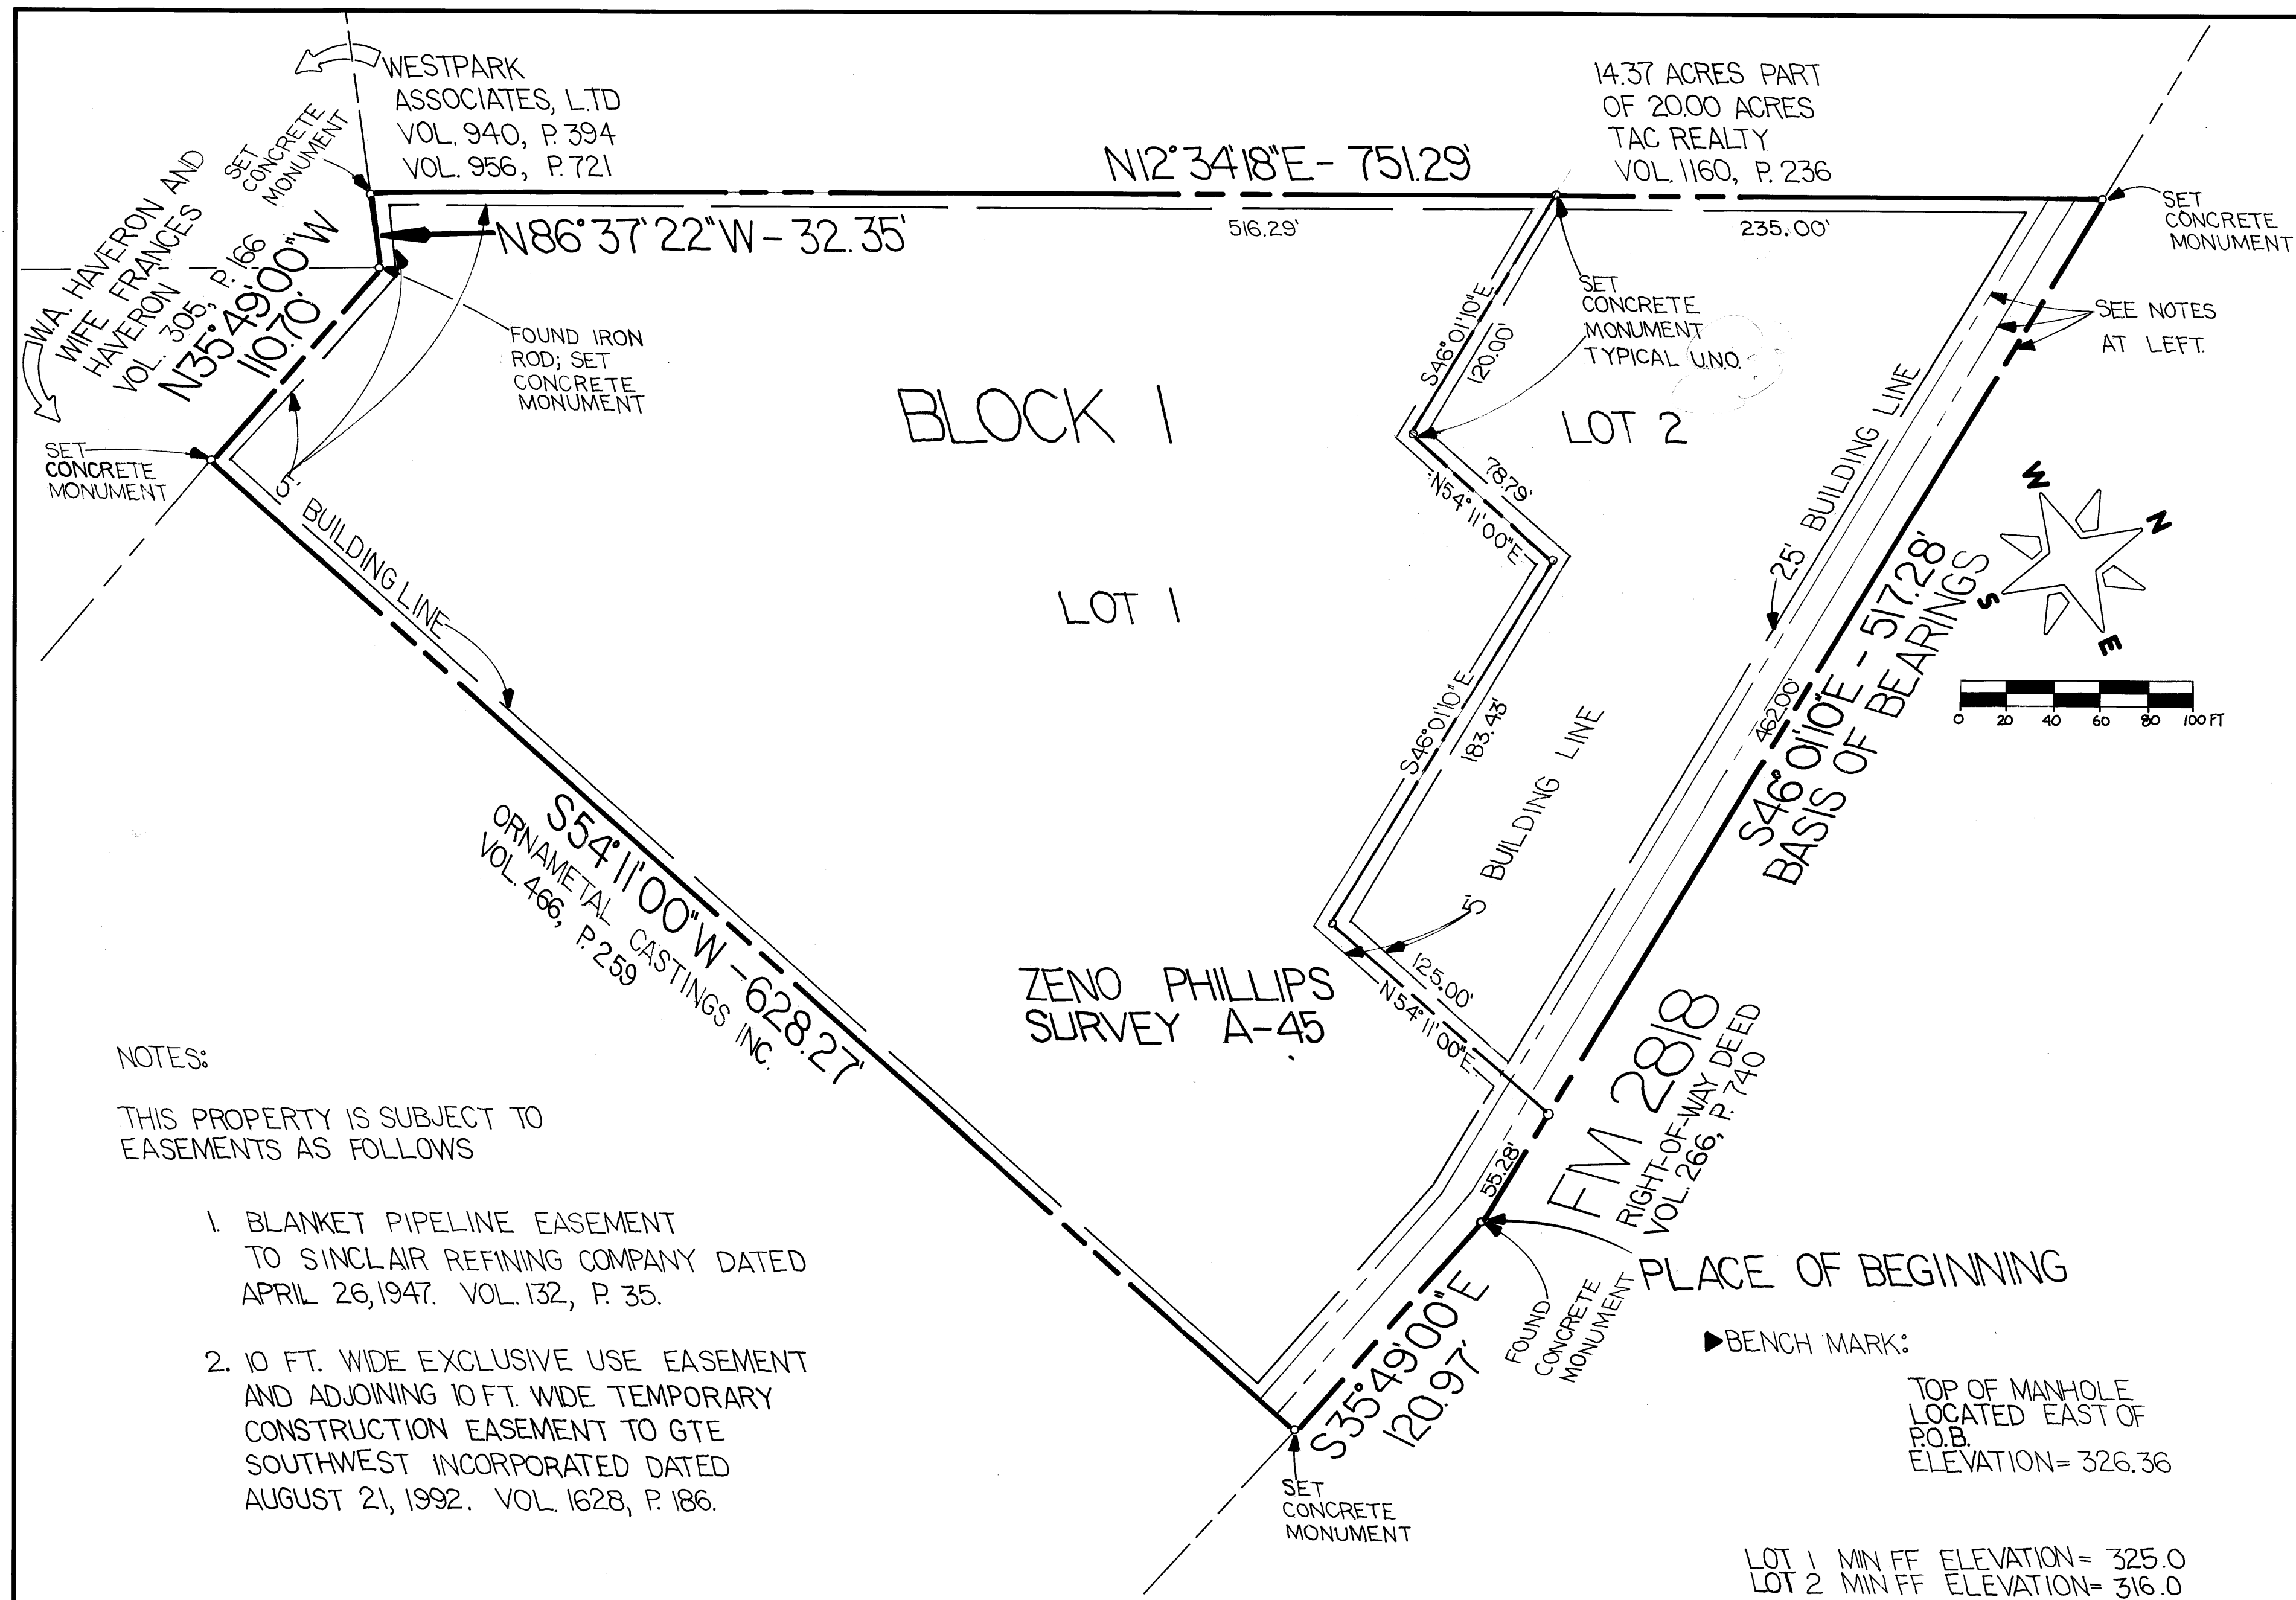 WESTPARK
ASSOCIATES, LTD
VOL. 940, P. 394
VOL. 956, P. 721
14.37 ACRES PART
OF 20.00 ACRES
TAC REALTY
VOL. 1160, P. 236
N12°34'18"E - 751.29'
SET
CONCRETE
MONUMENT
W.A. HAVERON AND
WIFE FRANCES
HAVERON
VOL. 305, P. 166
N35°49'00"W
110.70'
N86°37'22"W - 32.35'
516.29'
235.00'
SET
CONCRETE
MONUMENT
FOUND IRON
ROD; SET
CONCRETE
MONUMENT
SET
CONCRETE
MONUMENT
TYPICAL U.N.O.
SEE NOTES
AT LEFT.
S46°01'10"E
120.00'
BLOCK 1
LOT 2
SET
CONCRETE
MONUMENT
5' BUILDING LINE
78.79'
N54°11'00"E
25' BUILDING LINE
W
N
S
E
LOT 1
0 20 40 60 80 100 FT
S46°01'10"E
183.43'
5' BUILDING LINE
462.00'
S46°01'10"E - 517.28'
BASIS OF BEARINGS
S54°11'00"W - 628.27'
ORNAMETAL CASTINGS INC.
VOL. 466, P. 259
ZENO PHILLIPS
SURVEY A-45
125.00'
N54°11'00"E
FM 2818
RIGHT-OF-WAY DEED
VOL. 266, P. 740
55.28'
PLACE OF BEGINNING
FOUND
CONCRETE
MONUMENT
S35°49'00"E
120.97'
SET
CONCRETE
MONUMENT
NOTES:
THIS PROPERTY IS SUBJECT TO
EASEMENTS AS FOLLOWS
1. BLANKET PIPELINE EASEMENT
TO SINCLAIR REFINING COMPANY DATED
APRIL 26, 1947. VOL. 132, P. 35.
2. 10 FT. WIDE EXCLUSIVE USE EASEMENT
AND ADJOINING 10 FT. WIDE TEMPORARY
CONSTRUCTION EASEMENT TO GTE
SOUTHWEST INCORPORATED DATED
AUGUST 21, 1992. VOL. 1628, P. 186.
BENCH MARK:
TOP OF MANHOLE
LOCATED EAST OF
P.O.B.
ELEVATION= 326.36
LOT 1 MIN FF ELEVATION= 325.0
LOT 2 MIN FF ELEVATION= 316.0